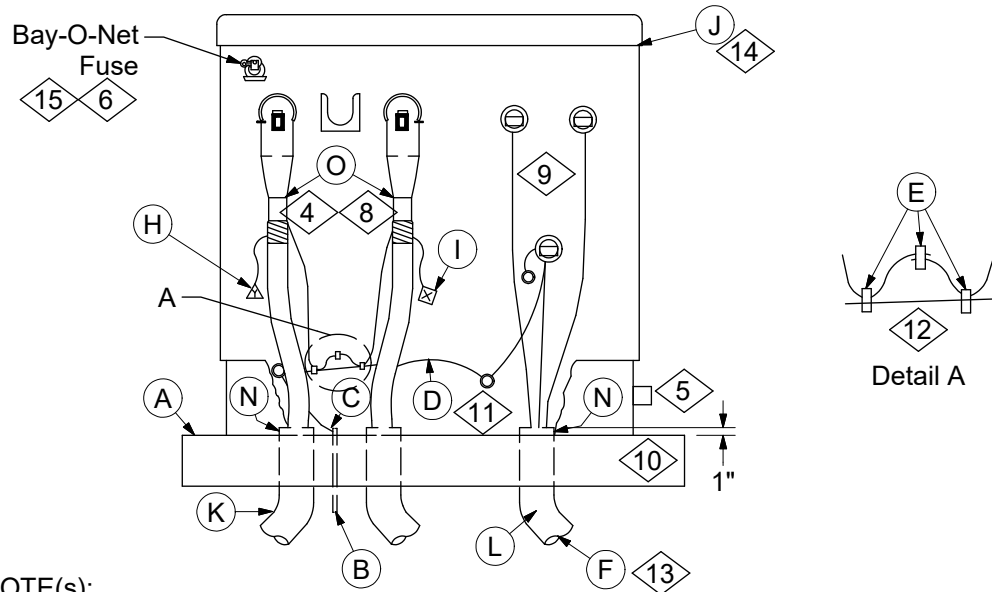 Bay-O-Net
Fuse
15
6
J
14
O
9
4
8
H
I
A
E
12
Detail A
A
N
C
D
11
N
5
10
1"
K
B
L
F
13
OTE(s):